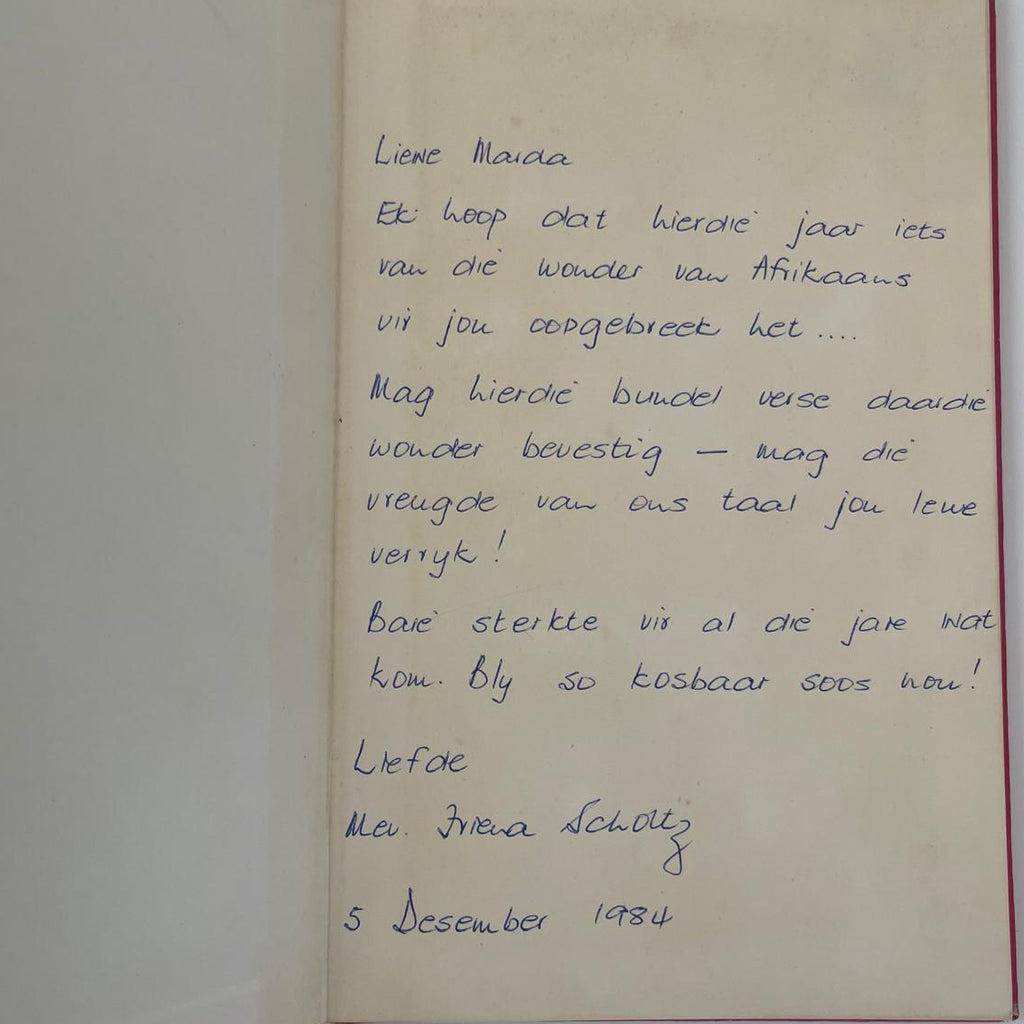 Liewe Marda
Ek hoop dat hierdie jaar iets
van die wonder van Afrikaans
vir jou oopgebreek het....
Mag hierdie bundel verse daardie
wonder bevestig — mag die
vreugde van ons taal jou lewe
verryk!
Baie sterkte vir al die jare wat
kom. Bly so kosbaar soos nou!
Liefde
Mev. Scholtz
5 Desember 1984